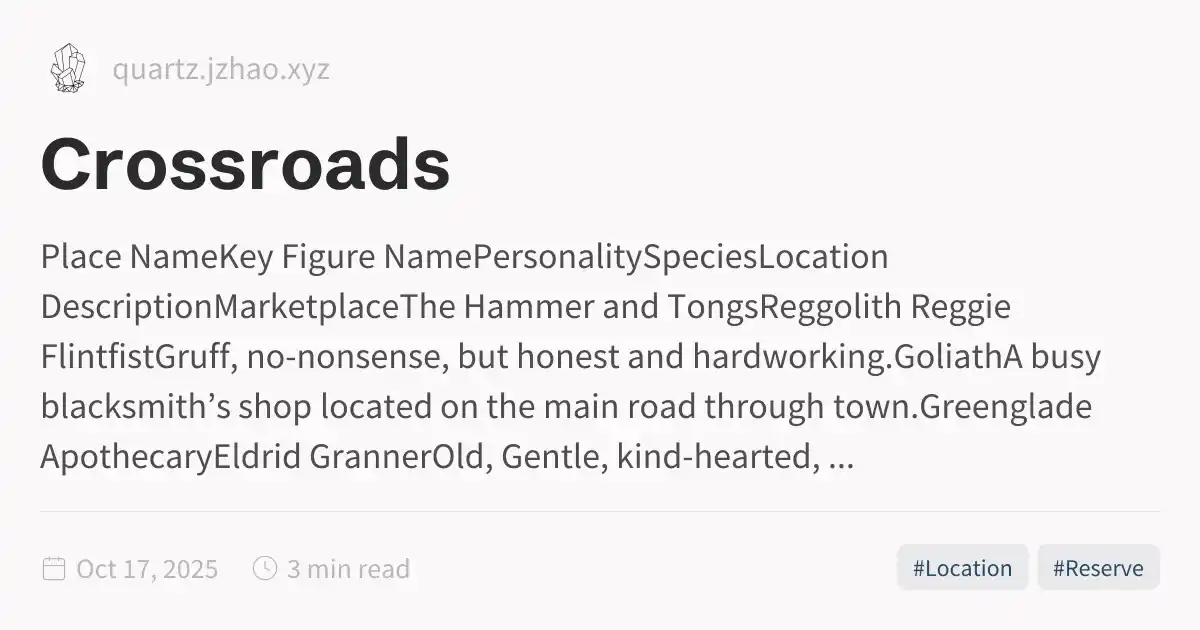 quartz.jzhao.xyz
Crossroads
Place NameKey Figure NamePersonalitySpeciesLocation
DescriptionMarketplaceThe Hammer and TongsReggolith Reggie
FlintfistGruff, no-nonsense, but honest and hardworking.GoliathA busy
blacksmith’s shop located on the main road through town.Greenglade
ApothecaryEldrid GrannerOld, Gentle, kind-hearted, ...
Oct 17, 2025 3 min read #Location #Reserve